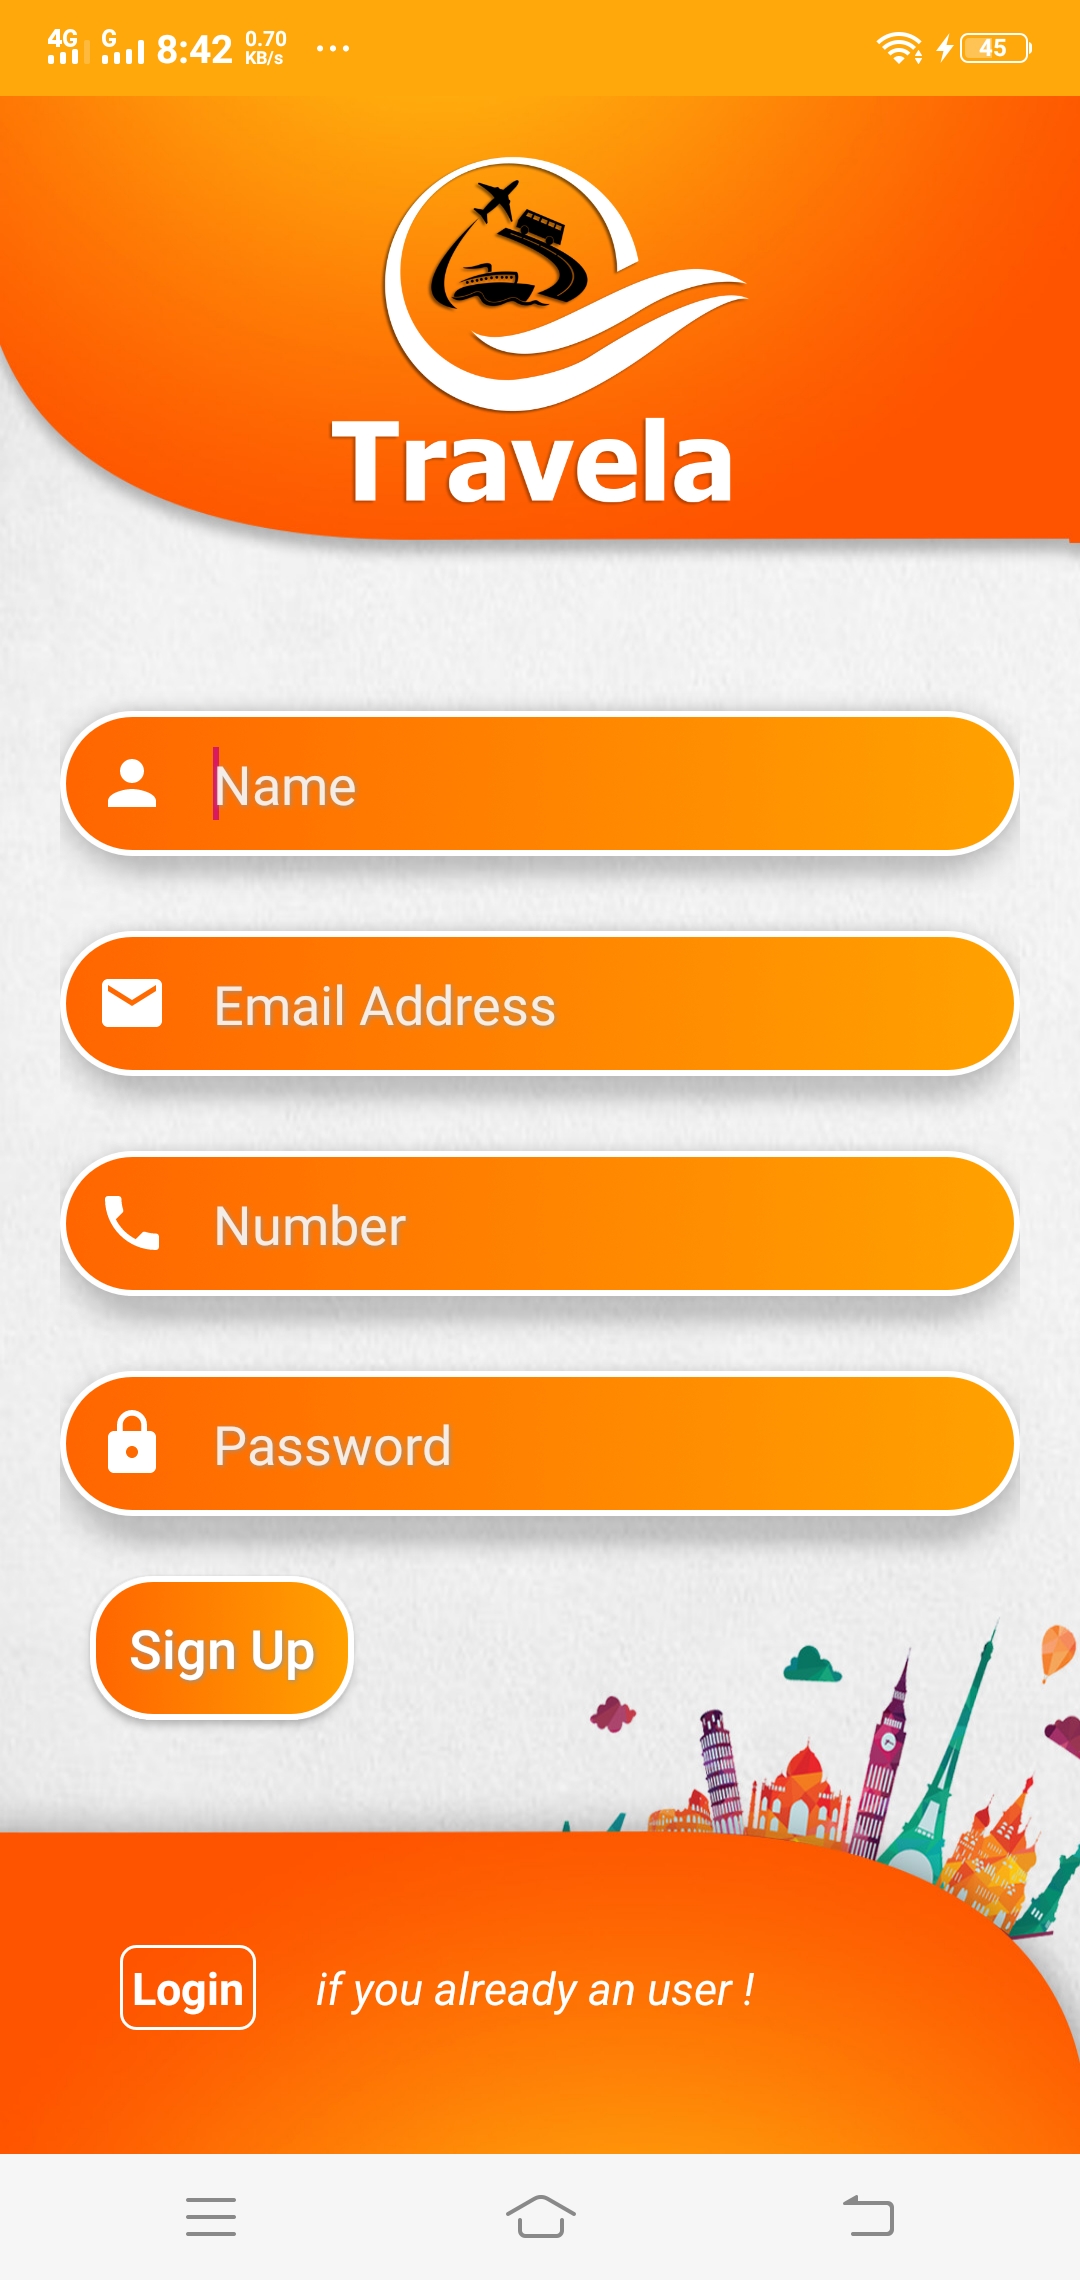 4G G 8:42 0.70 KB/s ... 45
Travela
Name
Email Address
Number
Password
Sign Up
Login if you already an user !